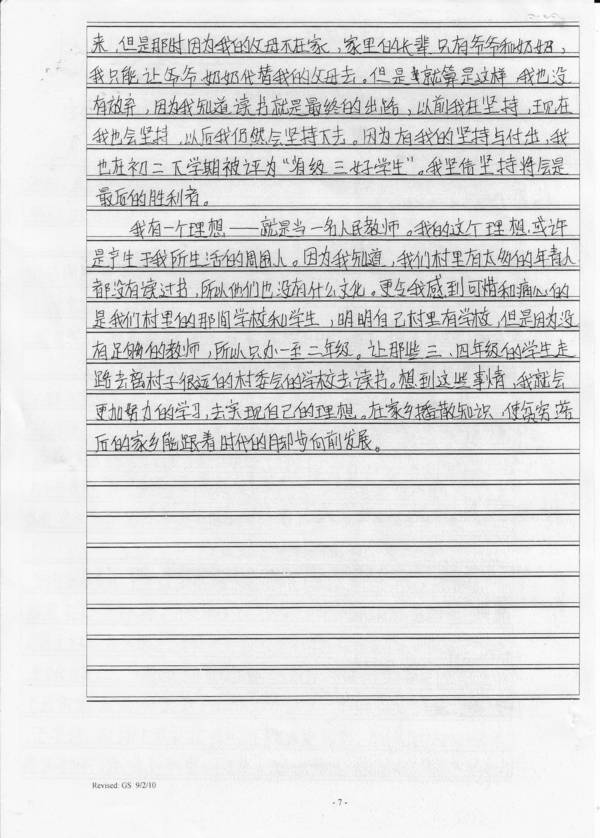 来，但是那时因为我的父母不在家，家里的长辈只有爷爷和奶奶，
我只能让爷爷奶奶代替我的父母去。但是就算是这样，我也没
有放弃，因为我知道读书就是最终的出路，以前我在坚持，现在
我也会坚持，以后我仍然会坚持下去。因为有我的坚持与付出，我
也在初二下学期被评为“省级三好学生”。我坚信坚持将会是
最后的胜利者。
我有一个理想——就是当一名人民教师。我的这个理想，或许
是产生于我所生活的周围人。因为我知道，我们村里有太多的年青人
都没有读过书，所以他们也没有什么文化。更令我感到可惜和痛心的
是我们村里的那间学校和学生，明明自己村里有学校，但是因为没
有足够的教师，所以只办一至二年级。让那些三、四年级的学生走
路去离村子很远的村委会的学校去读书。想到这些事情，我就会
更加努力的学习，去实现自己的理想。在家乡播散知识，使贫穷落
后的家乡能跟着时代的脚步向前发展。
Revised: GS 9/2/10
- 7 -